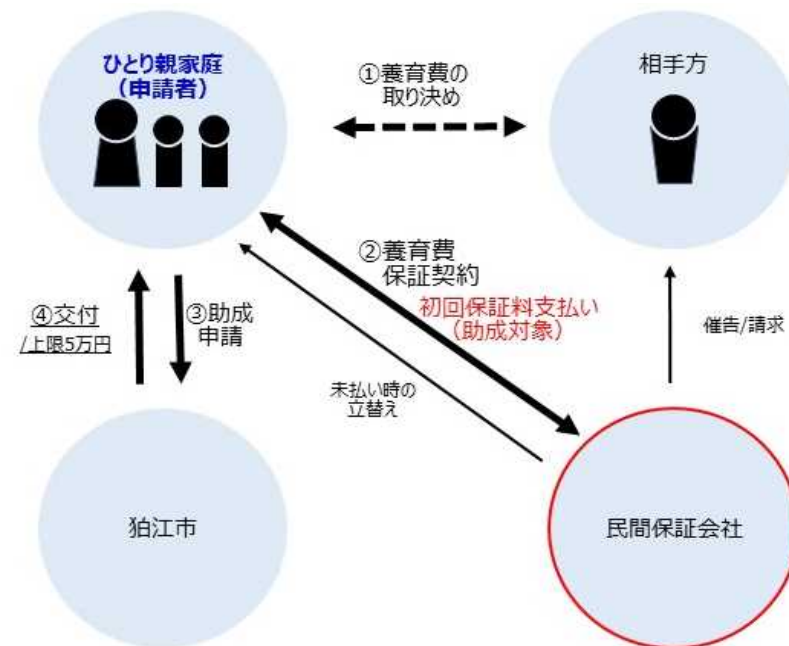 ひとり親家庭
（申請者）
①養育費の
取り決め
相手方
②養育費
保証契約
初回保証料支払い
（助成対象）
④交付
/上限5万円
③助成
申請
催告/請求
未払い時の
立替え
狛江市
民間保証会社